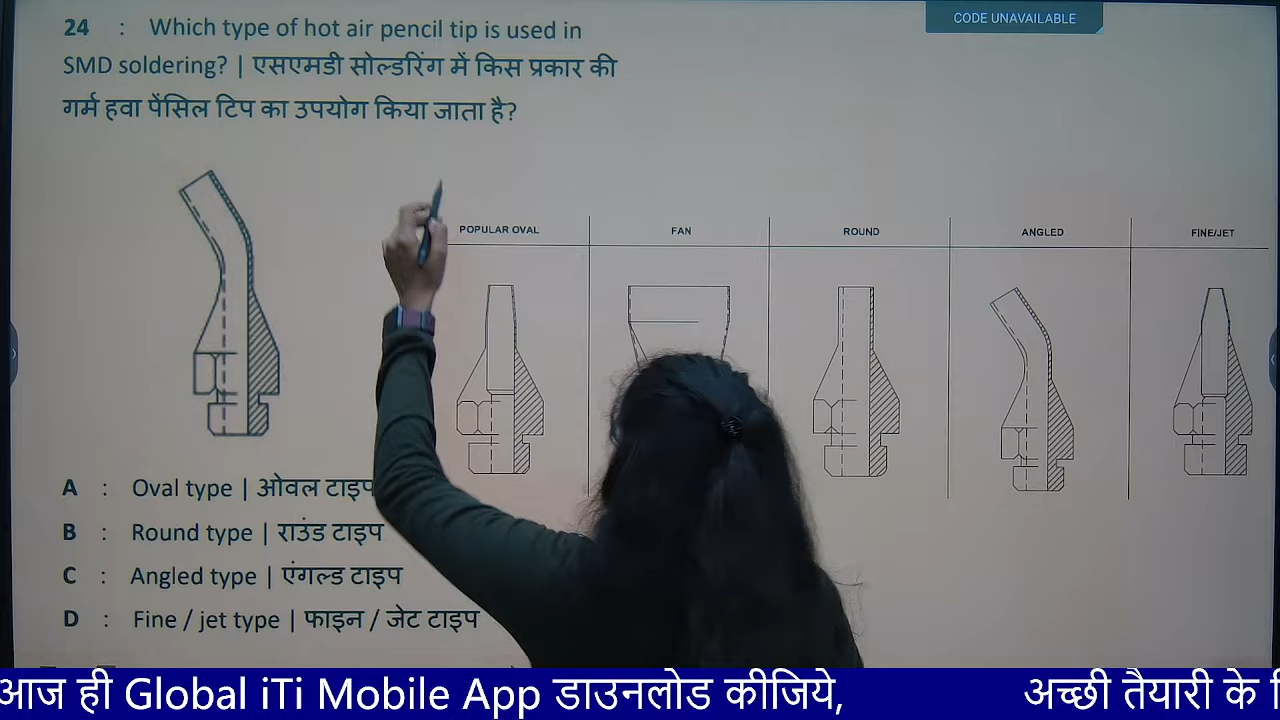 CODE UNAVAILABLE
24 : Which type of hot air pencil tip is used in
SMD soldering? | एसएमडी सोल्डरिंग में किस प्रकार की
गर्म हवा पेंसिल टिप का उपयोग किया जाता है?
POPULAR OVAL
FAN
ROUND
ANGLED
FINE/JET
A : Oval type | ओवल टाइप
B : Round type | राउंड टाइप
C : Angled type | एंगल्ड टाइप
D : Fine / jet type | फाइन / जेट टाइप
आज ही Global iTi Mobile App डाउनलोड कीजिये, अच्छी तैयारी के